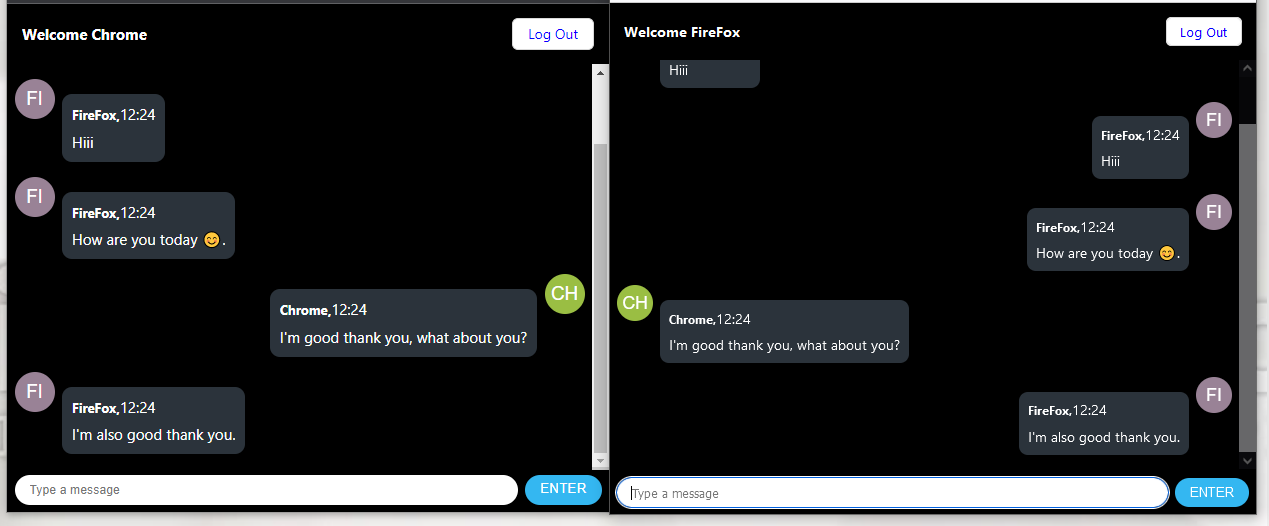 Welcome Chrome
Log Out
FI
FireFox,12:24
Hiii
FI
FireFox,12:24
How are you today 😊.
CH
Chrome,12:24
I'm good thank you, what about you?
FI
FireFox,12:24
I'm also good thank you.
Type a message
ENTER
Welcome FireFox
Log Out
Hiii
FI
FireFox,12:24
Hiii
FI
FireFox,12:24
How are you today 😊.
CH
Chrome,12:24
I'm good thank you, what about you?
FI
FireFox,12:24
I'm also good thank you.
Type a message
ENTER